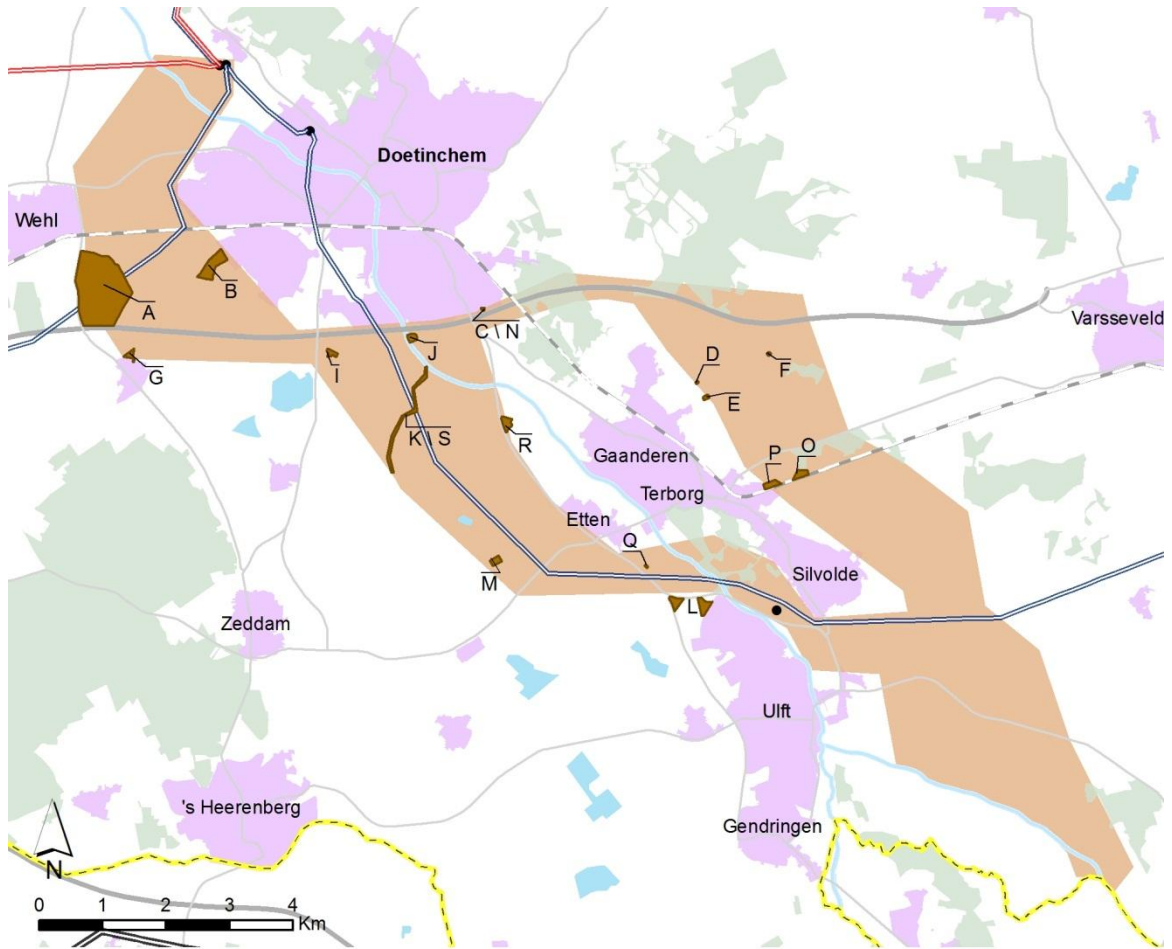 Doetinchem
Wehl
A
B
C \ N
Varsseveld
G
I
J
D
F
E
K \ S
R
Gaanderen
P
O
Terborg
Etten
Q
M
Silvolde
L
Zeddam
Ulft
's Heerenberg
Gendringen
N
0 1 2 3 4
Km